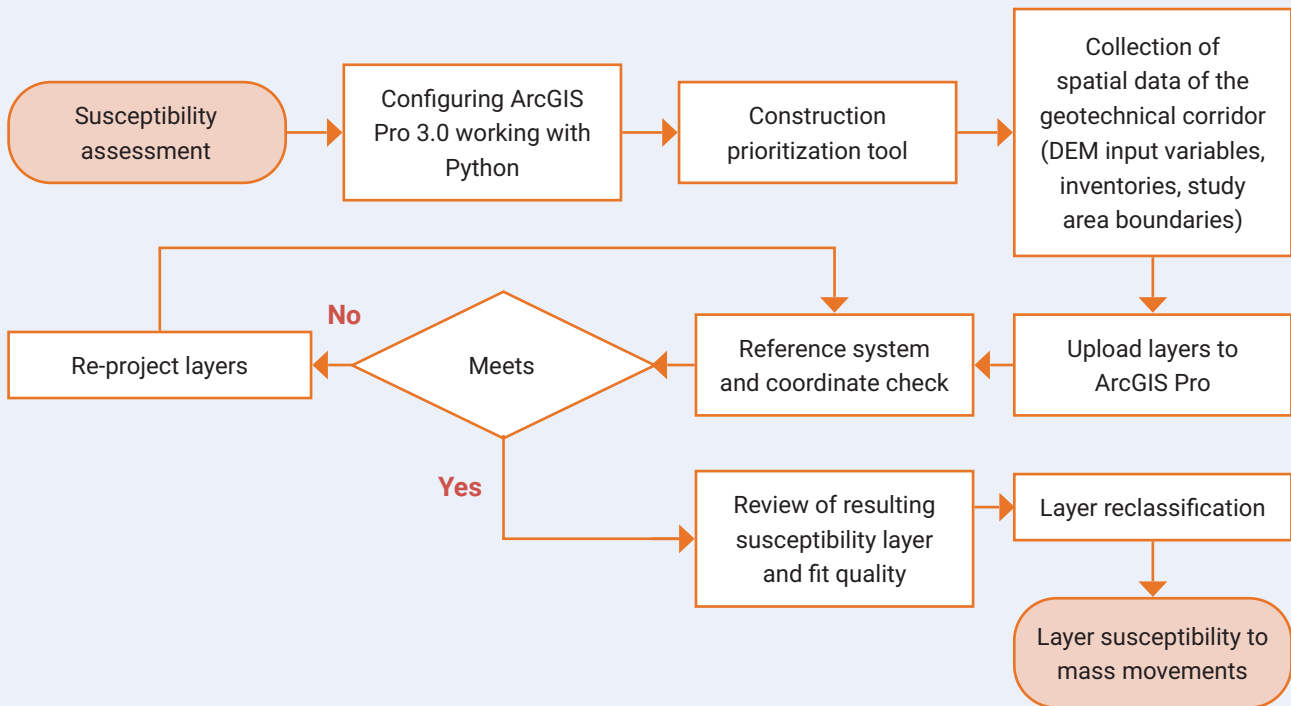 Susceptibility
assessment
Configuring ArcGIS
Pro 3.0 working with
Python
Construction
prioritization tool
Collection of
spatial data of the
geotechnical corridor
(DEM input variables,
inventories, study
area boundaries)
Upload layers to
ArcGIS Pro
Reference system
and coordinate check
Meets
No
Re-project layers
Yes
Review of resulting
susceptibility layer
and fit quality
Layer reclassification
Layer susceptibility to
mass movements